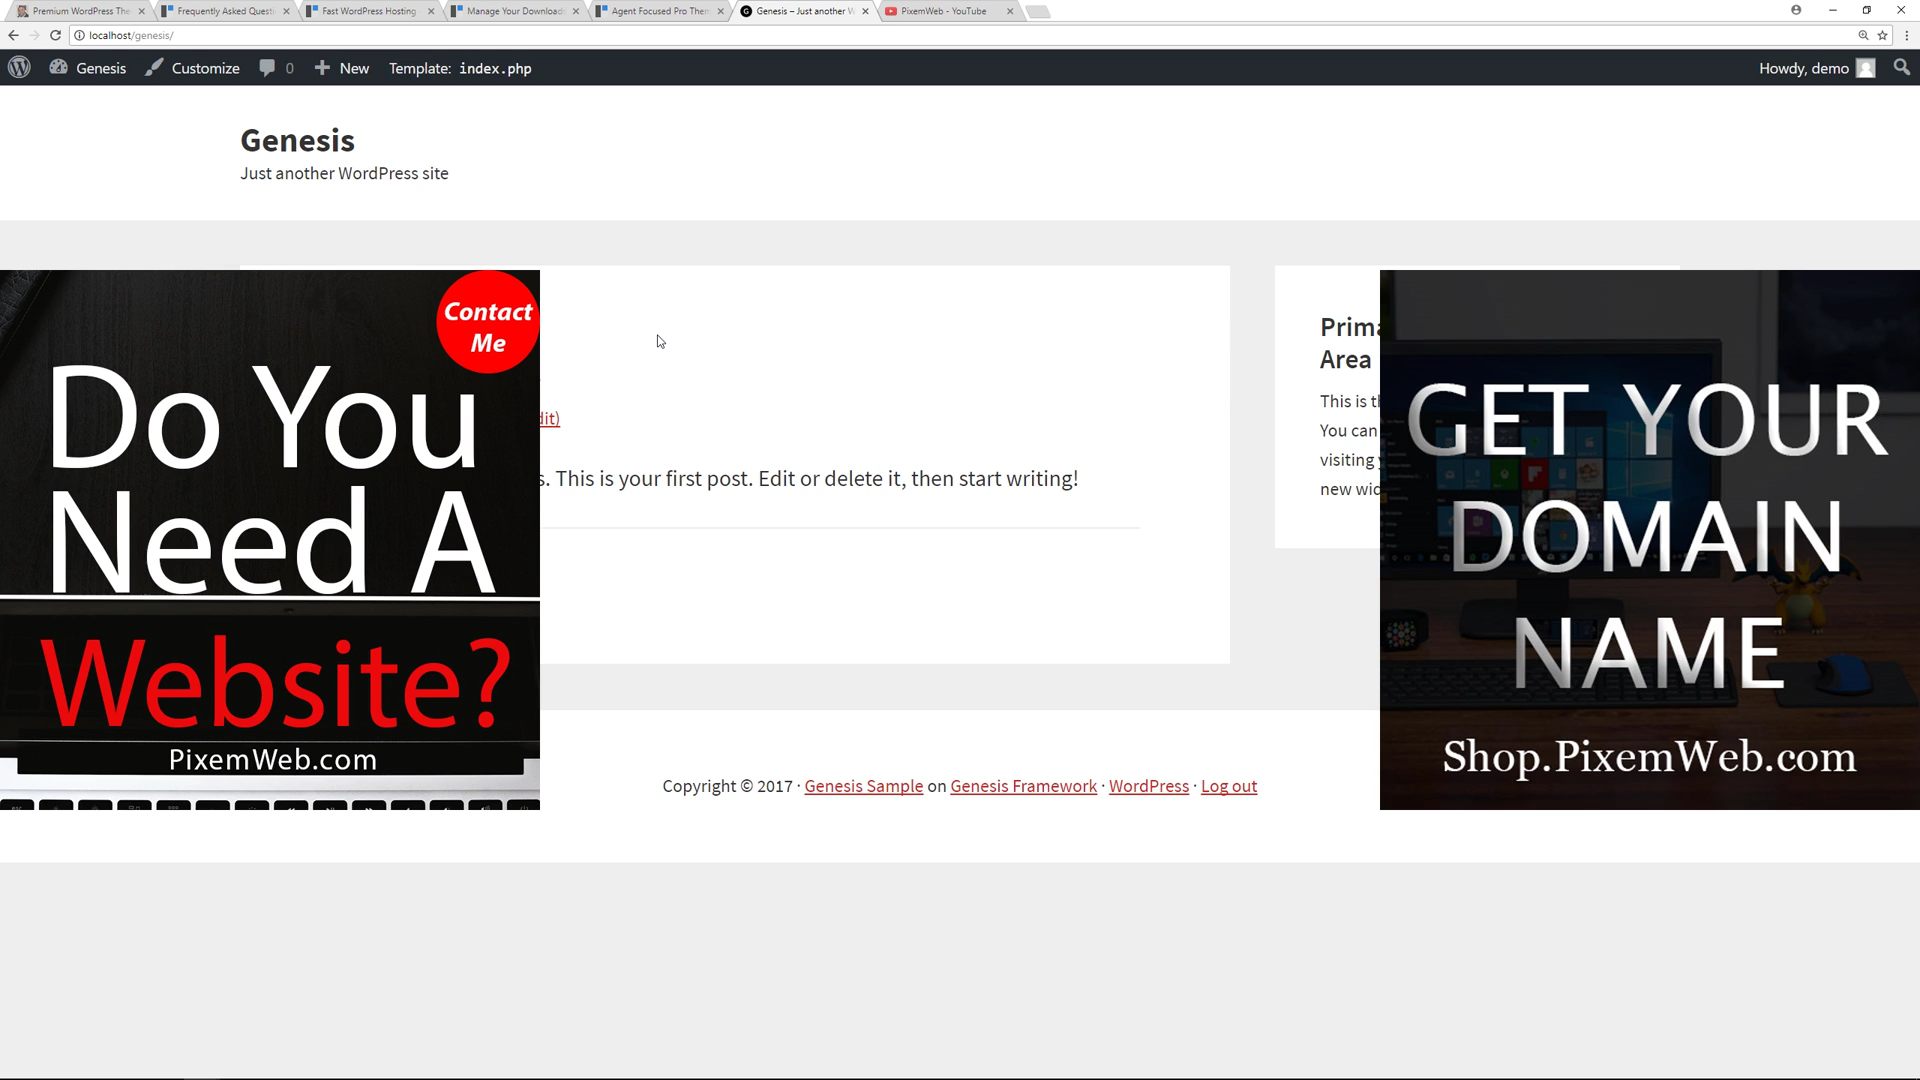 Premium WordPress The
Frequently Asked Questi
Fast WordPress Hosting
Manage Your Downloads
Agent Focused Pro Them
Genesis – Just another W
PixemWeb - YouTube
localhost/genesis/
Genesis
Customize
0
New
Template: index.php
Howdy, demo
Genesis
Just another WordPress site
Contact
Me
Do You
Need A
Website?
PixemWeb.com
dit)
s. This is your first post. Edit or delete it, then start writing!
Prima
Area
This is th
You can
visiting y
new wid
GET YOUR
DOMAIN
NAME
Shop.PixemWeb.com
Copyright © 2017 · Genesis Sample on Genesis Framework · WordPress · Log out